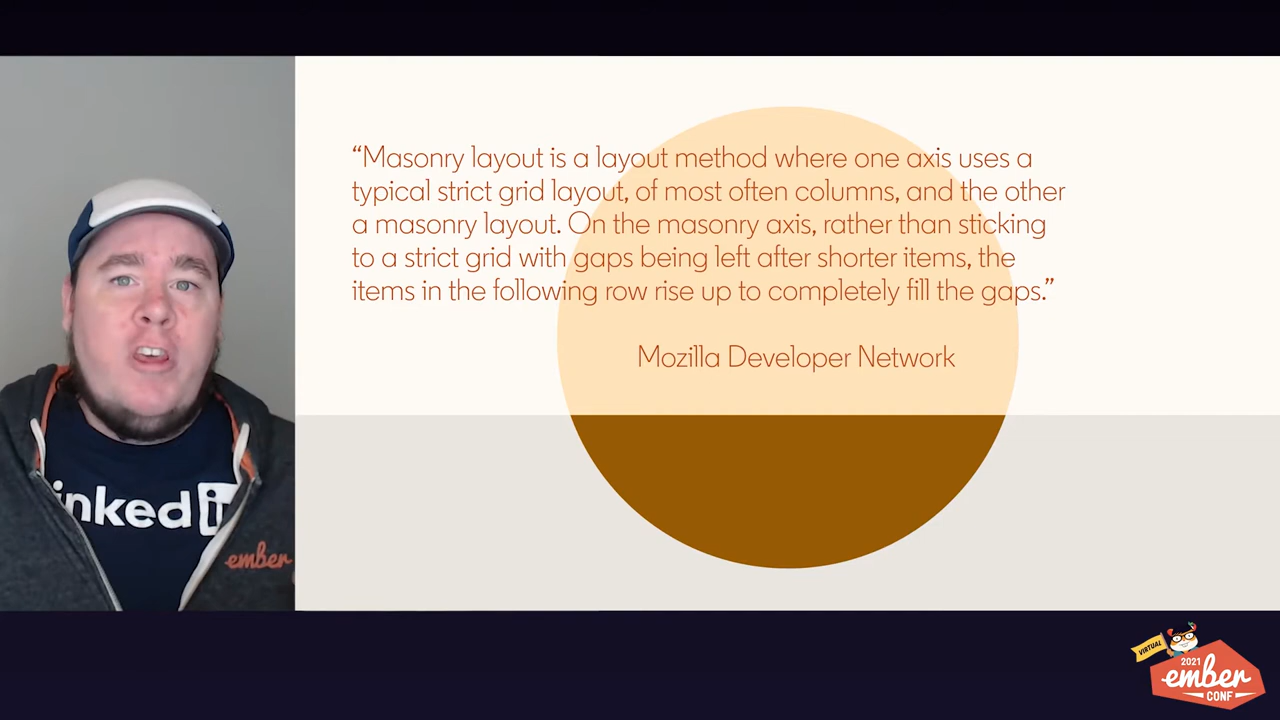 “Masonry layout is a layout method where one axis uses a
typical strict grid layout, of most often columns, and the other
a masonry layout. On the masonry axis, rather than sticking
to a strict grid with gaps being left after shorter items, the
items in the following row rise up to completely fill the gaps.”
Mozilla Developer Network
inkedin
ember
VIRTUAL
2021
ember
CONF